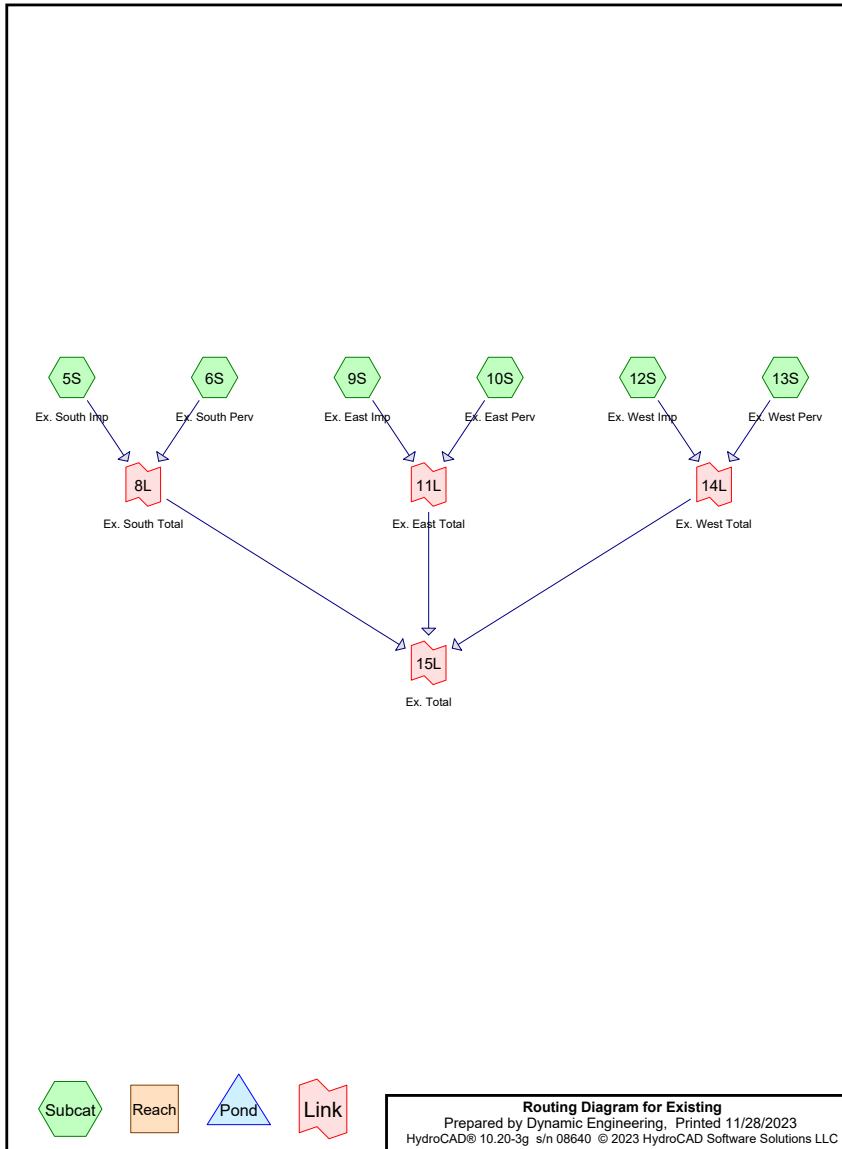 5S
6S
9S
10S
12S
13S
Ex. South Imp
Ex. South Perv
Ex. East Imp
Ex. East Perv
Ex. West Imp
Ex. West Perv
8L
11L
14L
Ex. South Total
Ex. East Total
Ex. West Total
15L
Ex. Total
Subcat
Reach
Pond
Link
Routing Diagram for Existing
Prepared by Dynamic Engineering, Printed 11/28/2023
HydroCAD® 10.20-3g s/n 08640 © 2023 HydroCAD Software Solutions LLC